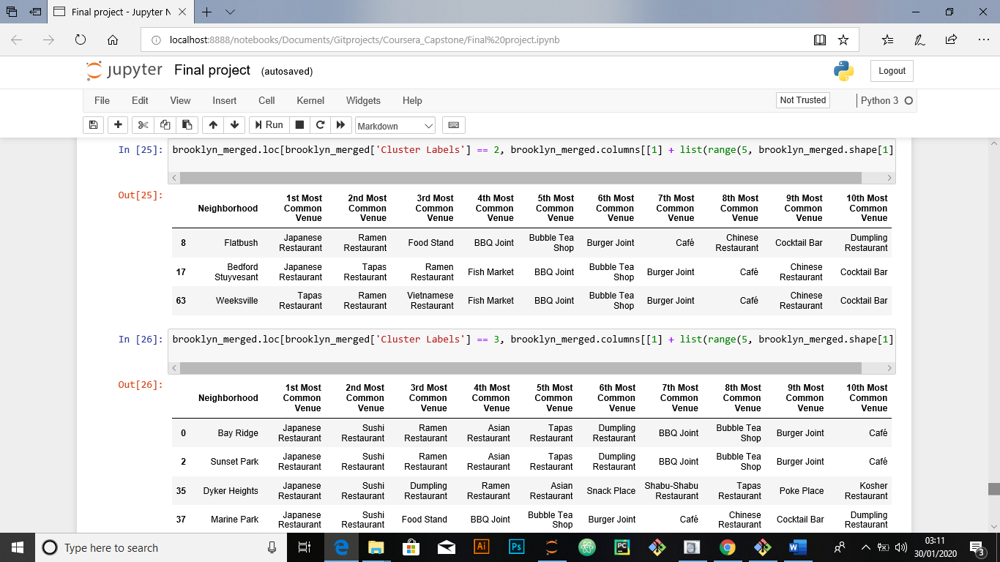 Final project - Jupyter N
localhost:8888/notebooks/Documents/Gitprojects/Coursera_Capstone/Final%20project.ipynb
jupyter Final project (autosaved)
Logout
File Edit View Insert Cell Kernel Widgets Help
Not Trusted Python 3
Run Markdown
In [25]: brooklyn_merged.loc[brooklyn_merged['Cluster Labels'] == 2, brooklyn_merged.columns[[1] + list(range(5, brooklyn_merged.shape[1]
Out[25]:
1st Most 2nd Most 3rd Most 4th Most 5th Most 6th Most 7th Most 8th Most 9th Most 10th Most
Neighborhood Common Common Common Common Common Common Common Common Common Common
Venue Venue Venue Venue Venue Venue Venue Venue Venue Venue
8 Flatbush Japanese Restaurant Ramen Restaurant Food Stand BBQ Joint Bubble Tea Shop Burger Joint Café Chinese Restaurant Cocktail Bar Dumpling Restaurant
17 Bedford Stuyvesant Japanese Restaurant Tapas Restaurant Ramen Restaurant Fish Market BBQ Joint Bubble Tea Shop Burger Joint Café Chinese Restaurant Cocktail Bar
63 Weeksville Tapas Restaurant Ramen Restaurant Vietnamese Restaurant Fish Market BBQ Joint Bubble Tea Shop Burger Joint Café Chinese Restaurant Cocktail Bar
In [26]: brooklyn_merged.loc[brooklyn_merged['Cluster Labels'] == 3, brooklyn_merged.columns[[1] + list(range(5, brooklyn_merged.shape[1]
Out[26]:
1st Most 2nd Most 3rd Most 4th Most 5th Most 6th Most 7th Most 8th Most 9th Most 10th Most
Neighborhood Common Common Common Common Common Common Common Common Common Common
Venue Venue Venue Venue Venue Venue Venue Venue Venue Venue
0 Bay Ridge Japanese Restaurant Sushi Restaurant Ramen Restaurant Asian Restaurant Tapas Restaurant Dumpling Restaurant BBQ Joint Bubble Tea Shop Burger Joint Café
2 Sunset Park Japanese Restaurant Sushi Restaurant Ramen Restaurant Asian Restaurant Tapas Restaurant Dumpling Restaurant BBQ Joint Bubble Tea Shop Burger Joint Café
35 Dyker Heights Japanese Restaurant Sushi Restaurant Dumpling Restaurant Ramen Restaurant Asian Restaurant Snack Place Shabu-Shabu Restaurant Tapas Restaurant Poke Place Kosher Restaurant
37 Marine Park Japanese Restaurant Sushi Restaurant Food Stand BBQ Joint Bubble Tea Shop Burger Joint Café Chinese Restaurant Cocktail Bar Dumpling Restaurant
Type here to search
Ai
Ps
PC
W
03:11
30/01/2020
3